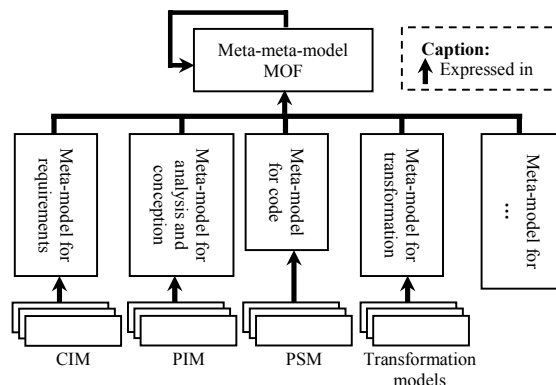 Meta-meta-model
MOF
Caption:
Expressed in
Meta-model for
requirements
Meta-model for
analysis and
conception
Meta-model
for code
Meta-model for
transformation
Meta-model for
...
CIM
PIM
PSM
Transformation
models